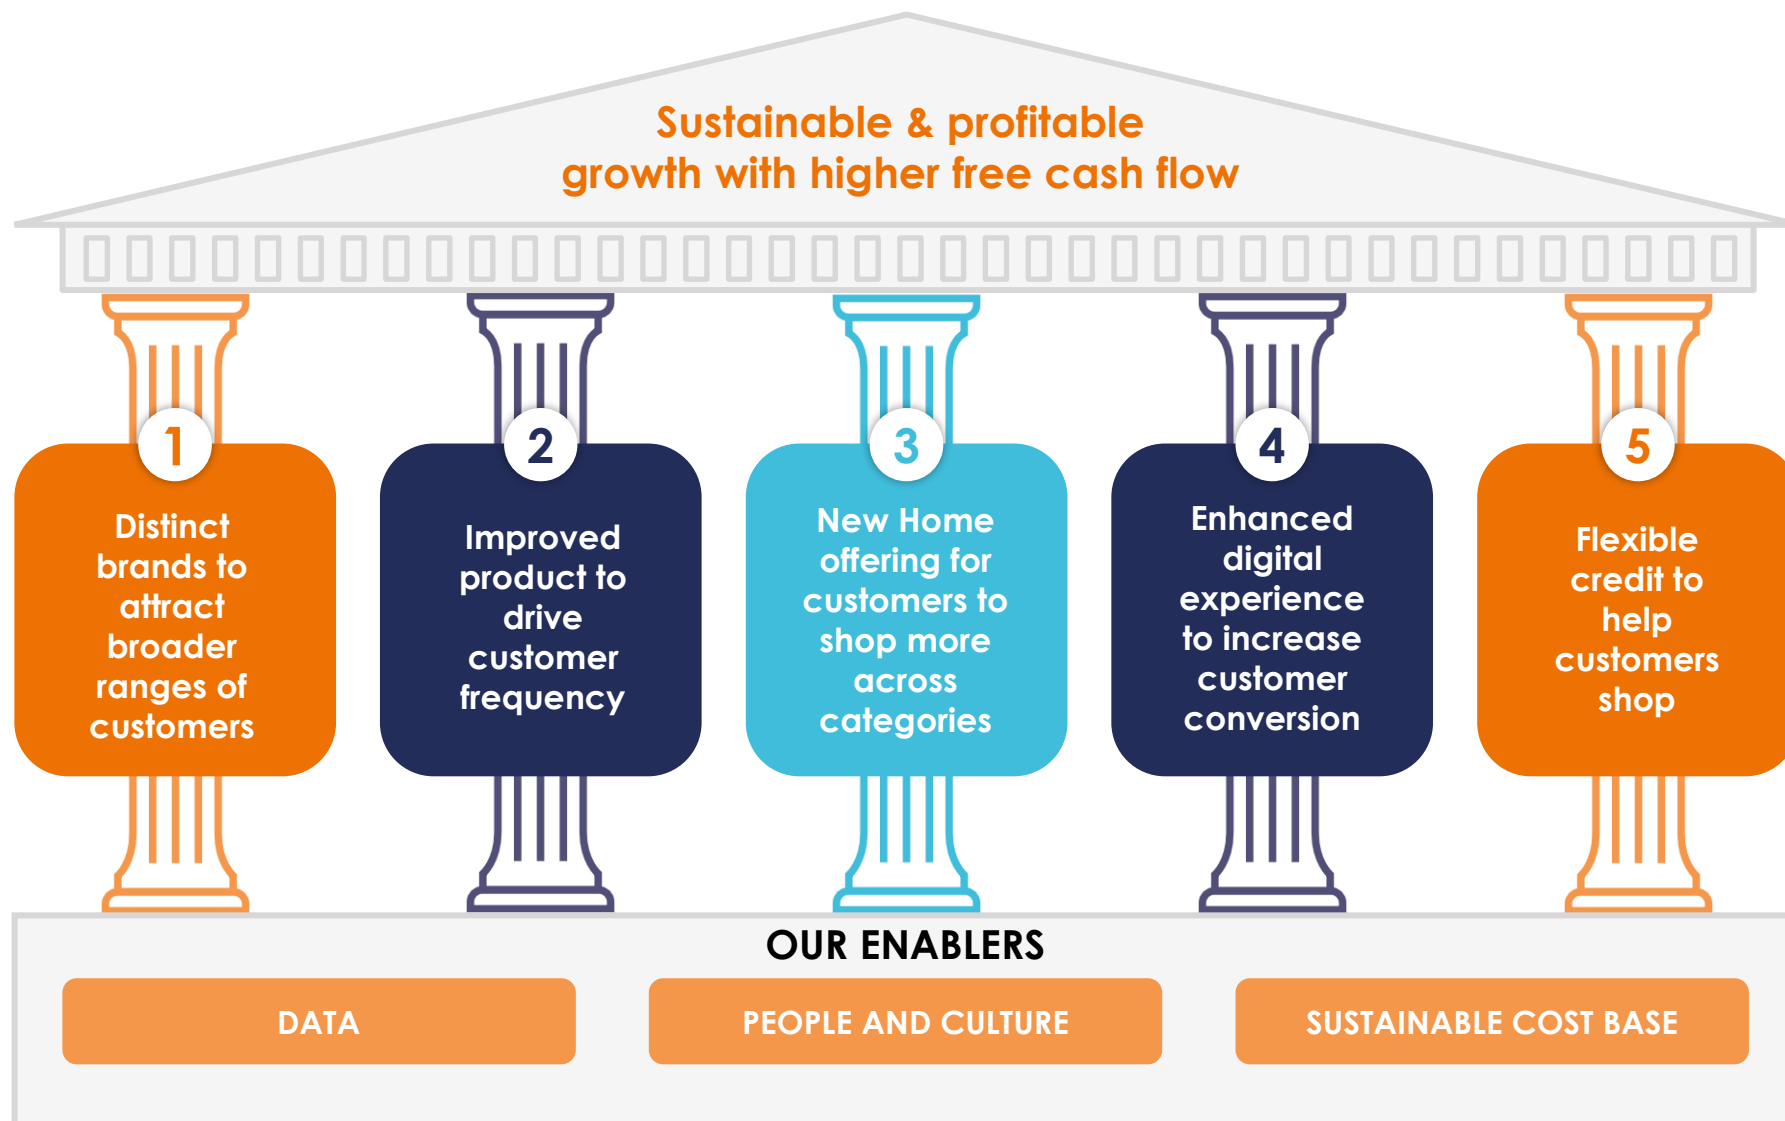 Sustainable & profitable
growth with higher free cash flow
1
Distinct
brands to
attract
broader
ranges of
customers
2
Improved
product to
drive
customer
frequency
3
New Home
offering for
customers to
shop more
across
categories
4
Enhanced
digital
experience
to increase
customer
conversion
5
Flexible
credit to
help
customers
shop
OUR ENABLERS
DATA
PEOPLE AND CULTURE
SUSTAINABLE COST BASE